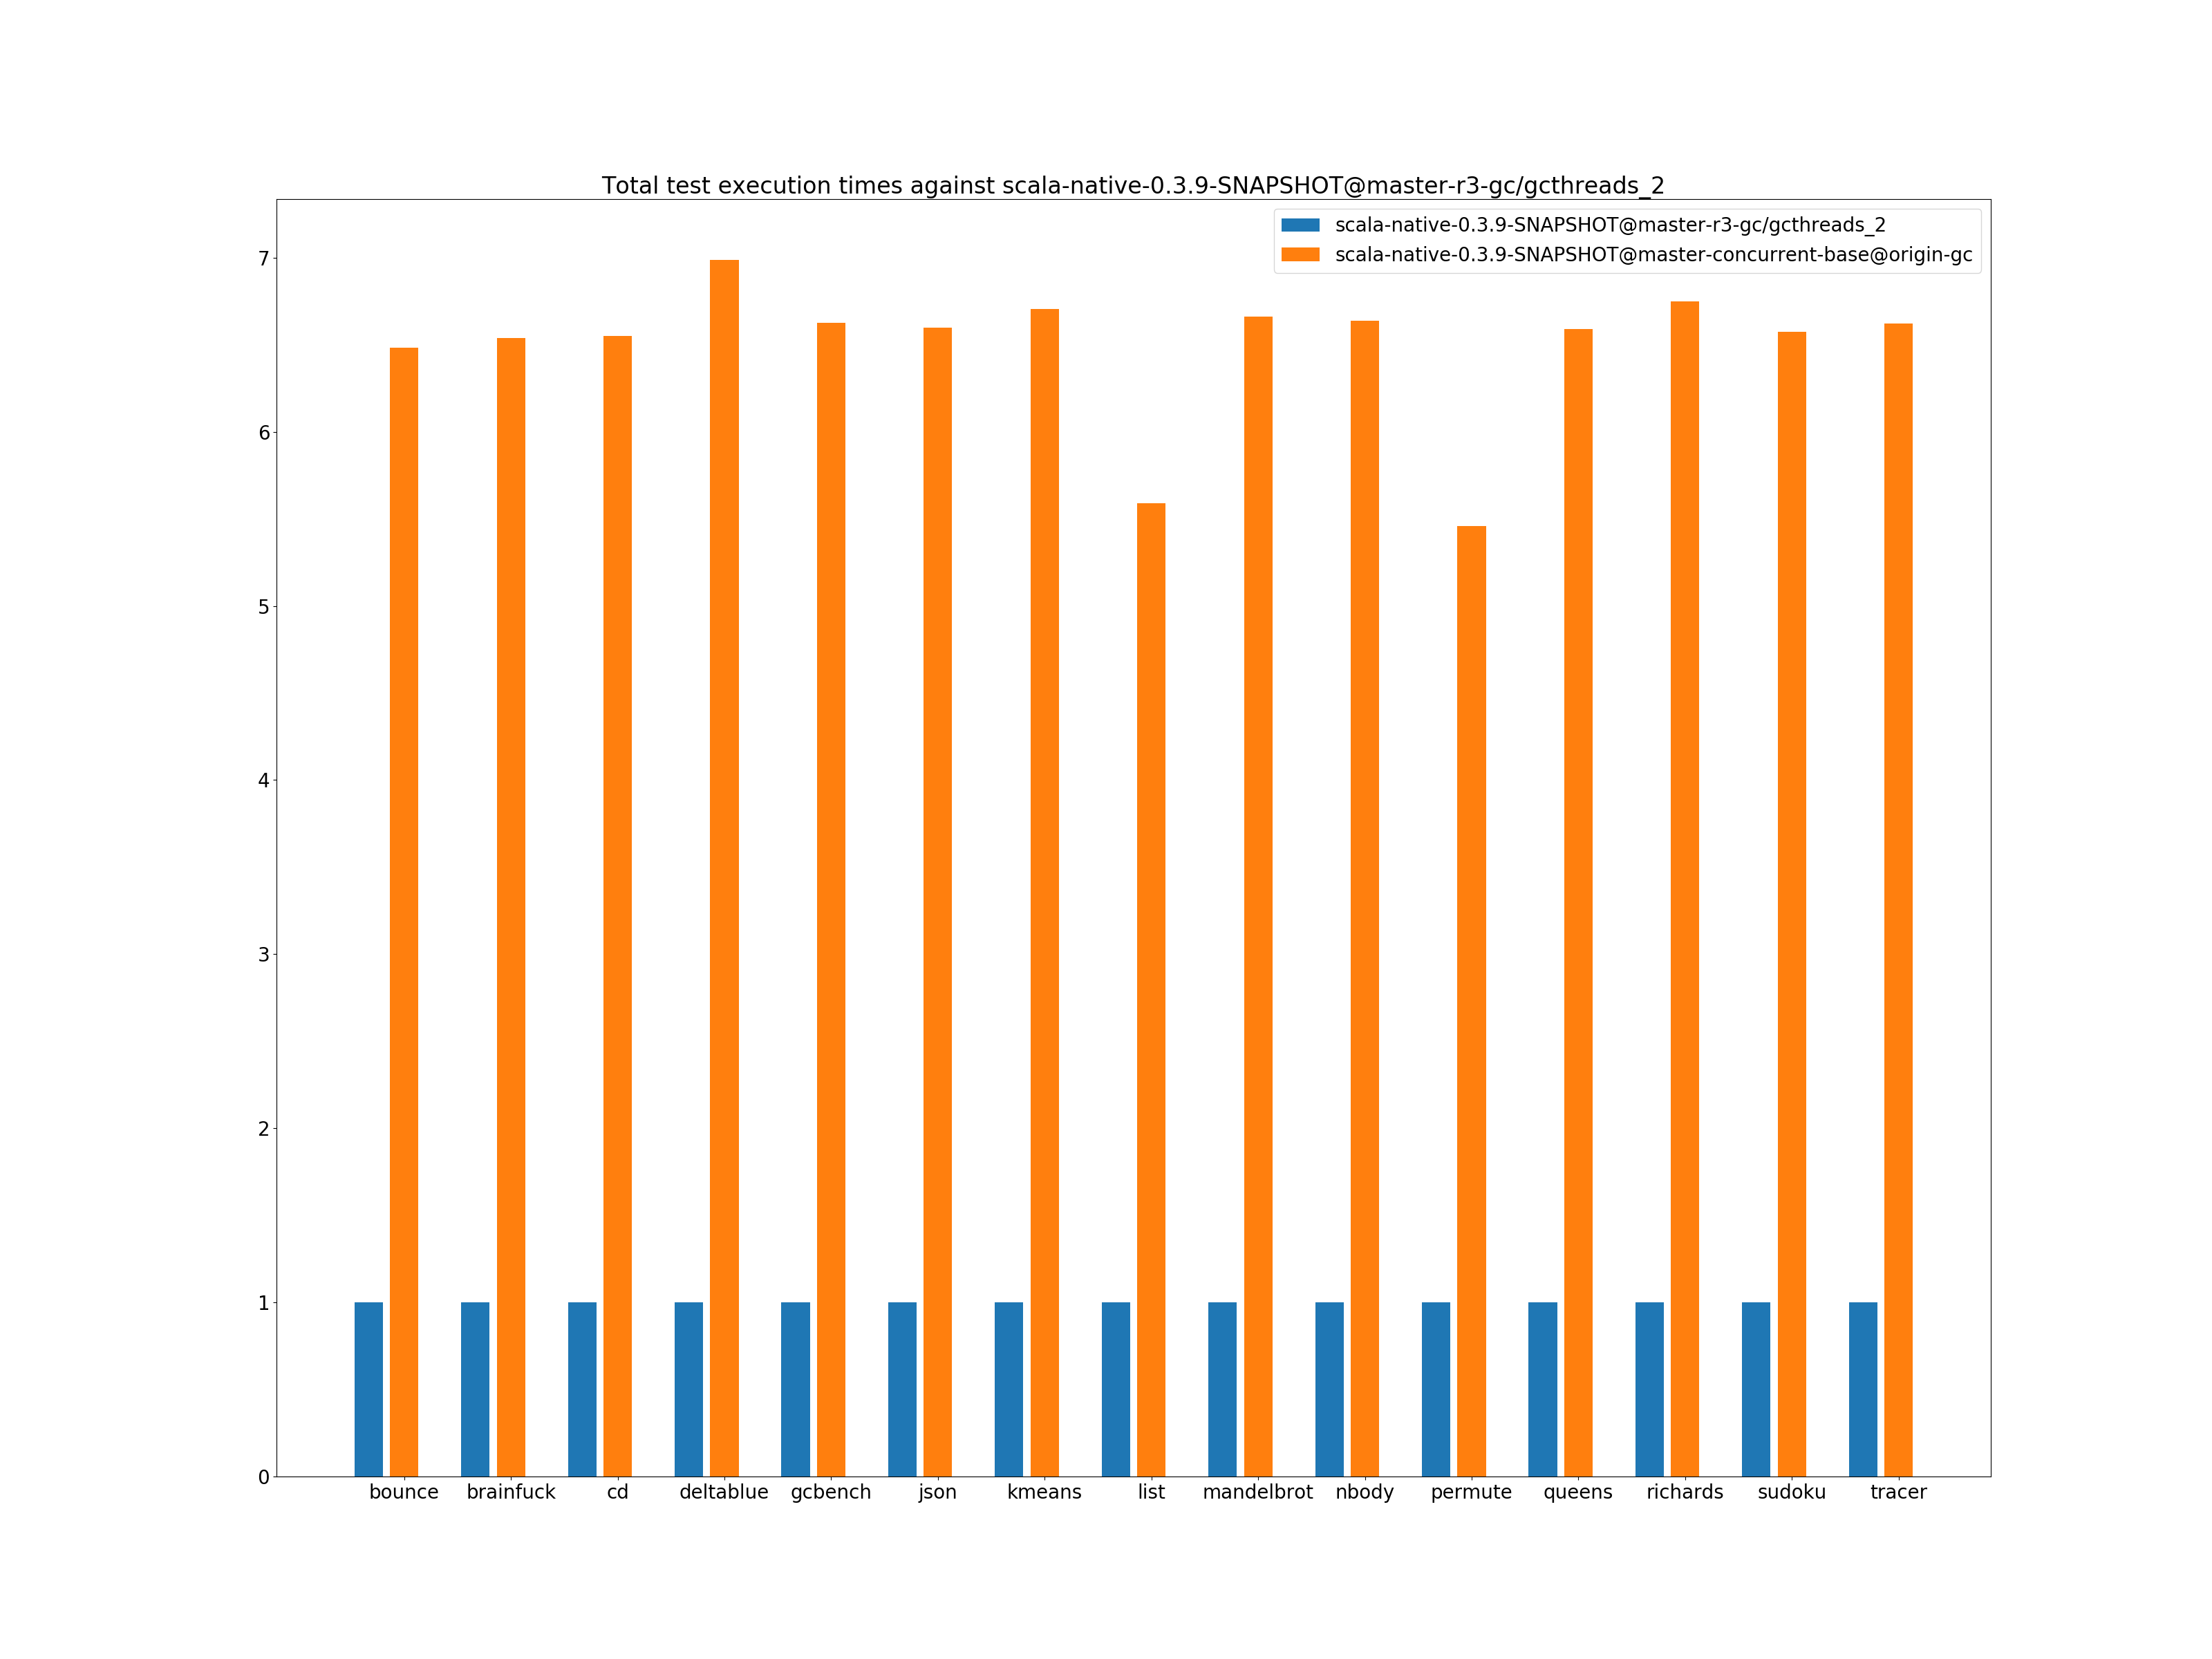 Total test execution times against scala-native-0.3.9-SNAPSHOT@master-r3-gc/gcthreads_2
scala-native-0.3.9-SNAPSHOT@master-r3-gc/gcthreads_2
scala-native-0.3.9-SNAPSHOT@master-concurrent-base@origin-gc
7
6
5
4
3
2
1
0
bounce brainfuck cd deltablue gcbench json kmeans list mandelbrot nbody permute queens richards sudoku tracer